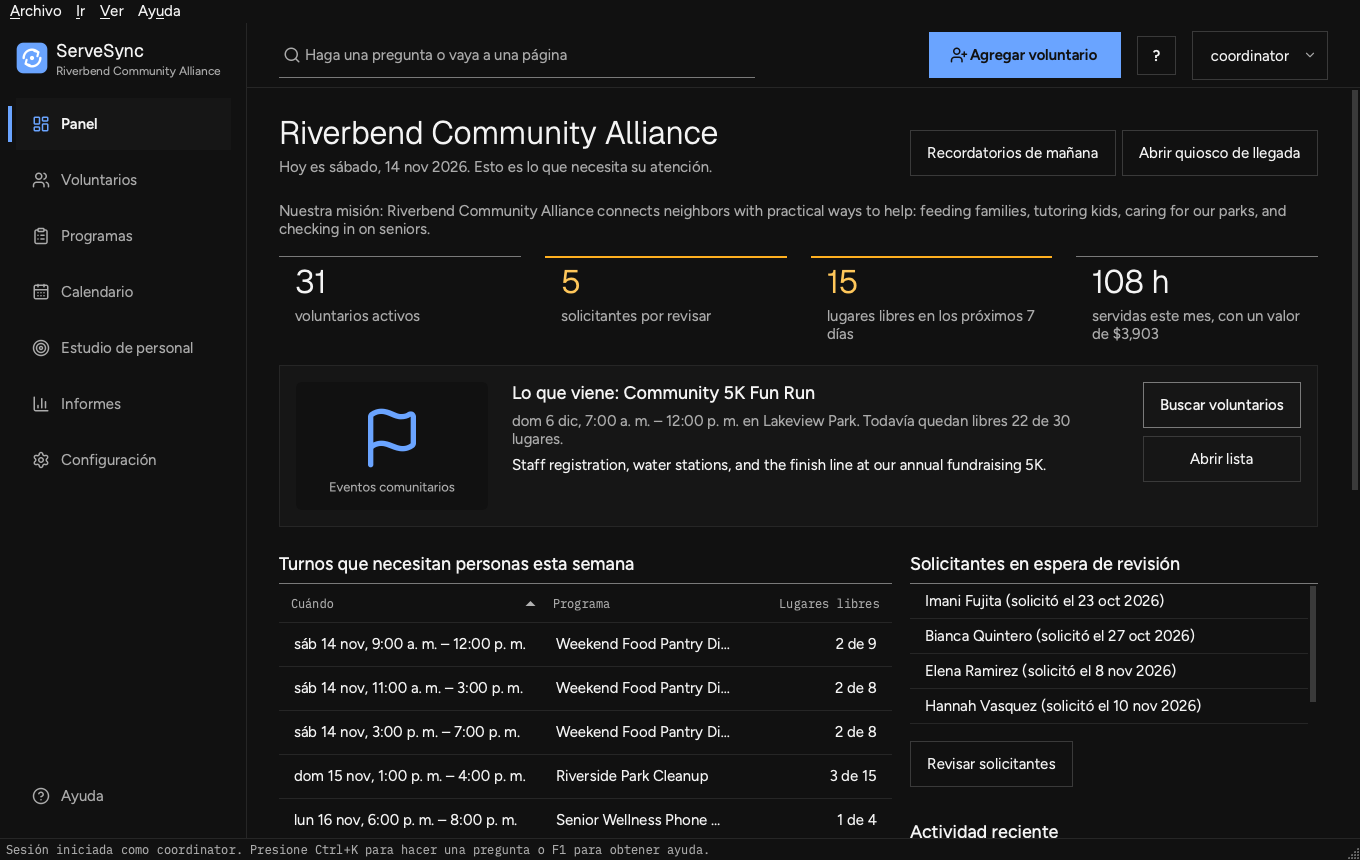 Archivo Ir Ver Ayuda
ServeSync
Riverbend Community Alliance
Haga una pregunta o vaya a una página
Agregar voluntario
?
coordinator
Panel
Voluntarios
Programas
Calendario
Estudio de personal
Informes
Configuración
Ayuda
Riverbend Community Alliance
Hoy es sábado, 14 nov 2026. Esto es lo que necesita su atención.
Recordatorios de mañana
Abrir quiosco de llegada
Nuestra misión: Riverbend Community Alliance connects neighbors with practical ways to help: feeding families, tutoring kids, caring for our parks, and
checking in on seniors.
31
voluntarios activos
5
solicitantes por revisar
15
lugares libres en los próximos 7
días
108 h
servidas este mes, con un valor
de $3,903
Eventos comunitarios
Lo que viene: Community 5K Fun Run
dom 6 dic, 7:00 a. m. – 12:00 p. m. en Lakeview Park. Todavía quedan libres 22 de 30
lugares.
Staff registration, water stations, and the finish line at our annual fundraising 5K.
Buscar voluntarios
Abrir lista
Turnos que necesitan personas esta semana
Cuándo Programa Lugares libres
sáb 14 nov, 9:00 a. m. – 12:00 p. m. Weekend Food Pantry Di... 2 de 9
sáb 14 nov, 11:00 a. m. – 3:00 p. m. Weekend Food Pantry Di... 2 de 8
sáb 14 nov, 3:00 p. m. – 7:00 p. m. Weekend Food Pantry Di... 2 de 8
dom 15 nov, 1:00 p. m. – 4:00 p. m. Riverside Park Cleanup 3 de 15
lun 16 nov, 6:00 p. m. – 8:00 p. m. Senior Wellness Phone ... 1 de 4
Solicitantes en espera de revisión
Imani Fujita (solicitó el 23 oct 2026)
Bianca Quintero (solicitó el 27 oct 2026)
Elena Ramirez (solicitó el 8 nov 2026)
Hannah Vasquez (solicitó el 10 nov 2026)
Revisar solicitantes
Actividad reciente
Sesión iniciada como coordinator. Presione Ctrl+K para hacer una pregunta o F1 para obtener ayuda.